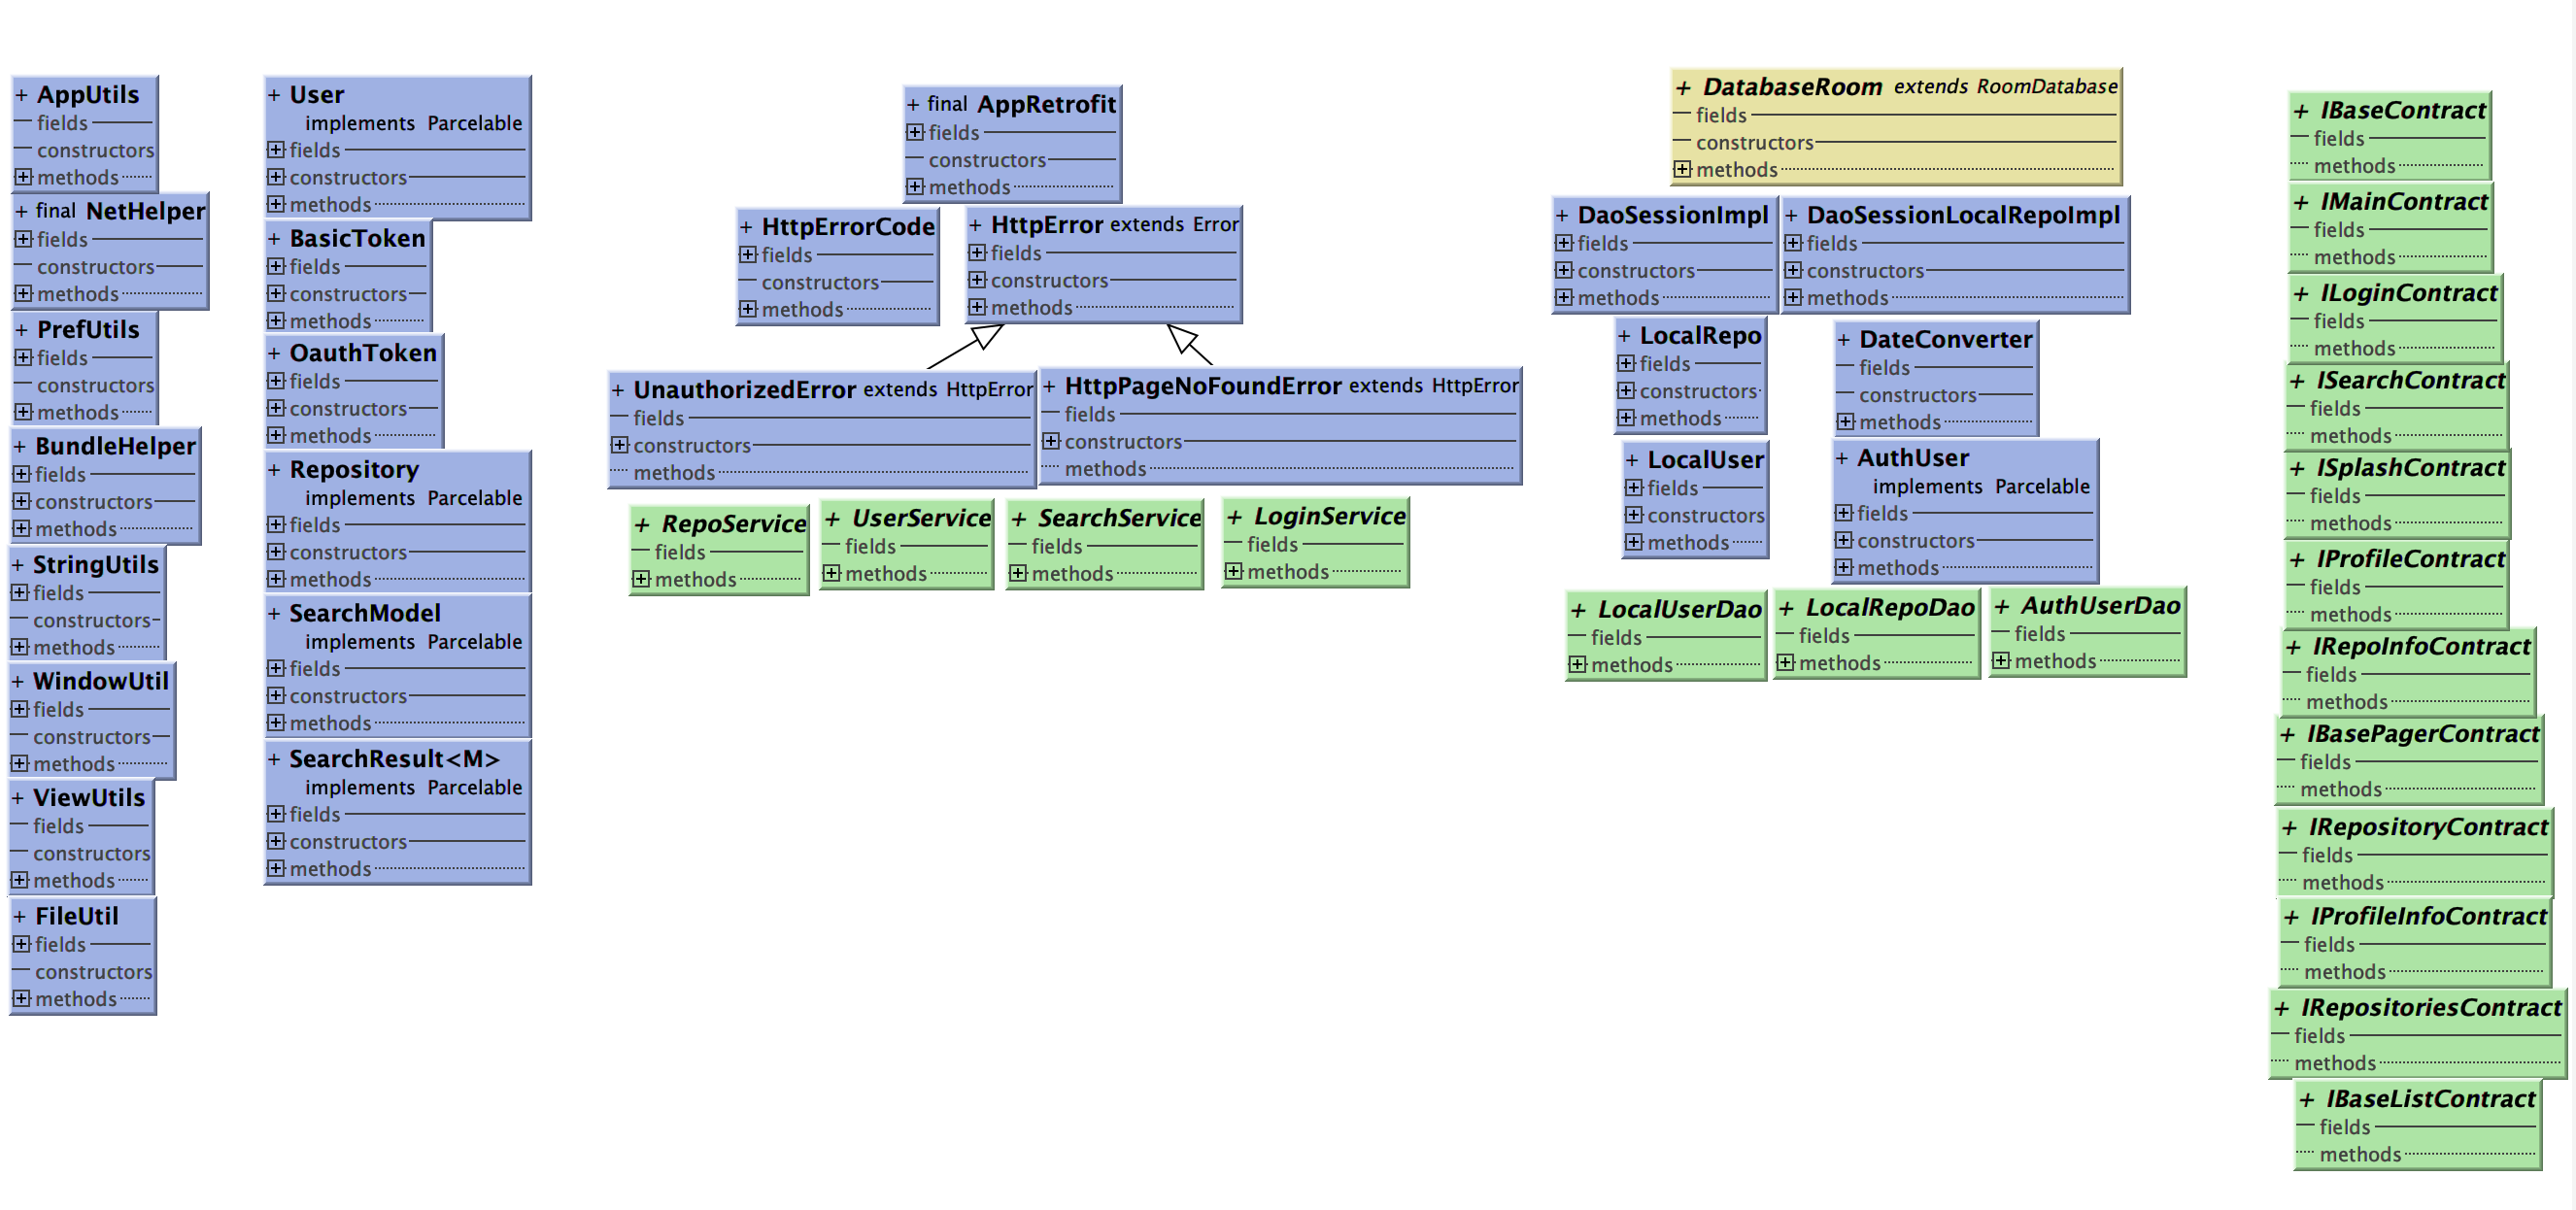 + AppUtils
fields
constructors
methods
+ final NetHelper
fields
constructors
methods
+ PrefUtils
fields
constructors
methods
+ BundleHelper
fields
constructors
methods
+ StringUtils
fields
constructors
methods
+ WindowUtil
fields
constructors
methods
+ ViewUtils
fields
constructors
methods
+ FileUtil
fields
constructors
methods
+ User
implements Parcelable
fields
constructors
methods
+ BasicToken
fields
constructors
methods
+ OauthToken
fields
constructors
methods
+ Repository
implements Parcelable
fields
constructors
methods
+ SearchModel
implements Parcelable
fields
constructors
methods
+ SearchResult<M>
implements Parcelable
fields
constructors
methods
+ final AppRetrofit
fields
constructors
methods
+ HttpErrorCode
fields
constructors
methods
+ HttpError extends Error
fields
constructors
methods
+ UnauthorizedError extends HttpError
fields
constructors
methods
+ HttpPageNoFoundError extends HttpError
fields
constructors
methods
+ RepoService
fields
methods
+ UserService
fields
methods
+ SearchService
fields
methods
+ LoginService
fields
methods
+ DatabaseRoom extends RoomDatabase
fields
constructors
methods
+ DaoSessionImpl
fields
constructors
methods
+ DaoSessionLocalRepoImpl
fields
constructors
methods
+ LocalRepo
fields
constructors
methods
+ DateConverter
fields
constructors
methods
+ LocalUser
fields
constructors
methods
+ AuthUser
implements Parcelable
fields
constructors
methods
+ LocalUserDao
fields
methods
+ LocalRepoDao
fields
methods
+ AuthUserDao
fields
methods
+ IBaseContract
fields
methods
+ IMainContract
fields
methods
+ ILoginContract
fields
methods
+ ISearchContract
fields
methods
+ ISplashContract
fields
methods
+ IProfileContract
fields
methods
+ IRepoInfoContract
fields
methods
+ IBasePagerContract
fields
methods
+ IRepositoryContract
fields
methods
+ IProfileInfoContract
fields
methods
+ IRepositoriesContract
fields
methods
+ IBaseListContract
fields
methods